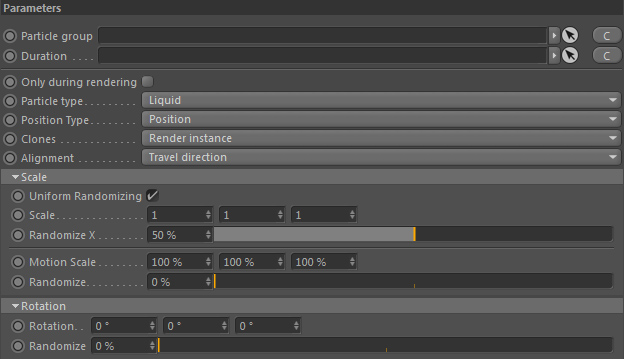 Parameters
Particle group C
Duration . . . . C
Only during rendering
Particle type . . . . . . . . . Liquid
Position Type . . . . . . . . Position
Clones . . . . . . . . . . . . . . Render instance
Alignment . . . . . . . . . . Travel direction
Scale
Uniform Randomizing
Scale . . . . . . . . . . . . . 1 1 1
Randomize X . . . . . . . 50 %
Motion Scale . . . . . . . 100 % 100 % 100 %
Randomize. . . . . . . . . 0 %
Rotation
Rotation. . 0 ° 0 ° 0 °
Randomize 0 %